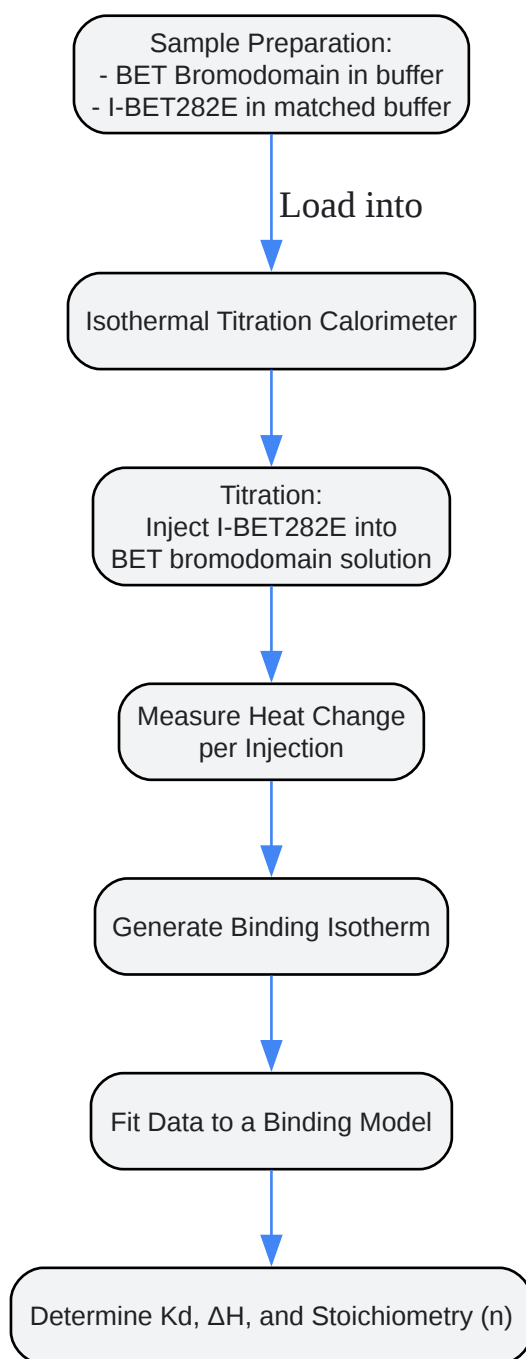 Sample Preparation:
- BET Bromodomain in buffer
- I-BET282E in matched buffer
Load into
Isothermal Titration Calorimeter
Titration:
Inject I-BET282E into
BET bromodomain solution
Measure Heat Change
per Injection
Generate Binding Isotherm
Fit Data to a Binding Model
Determine Kd, ΔH, and Stoichiometry (n)